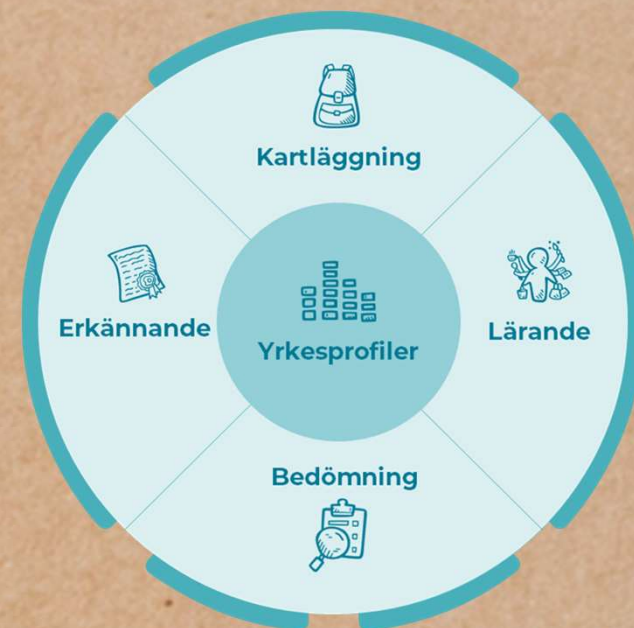 Kartläggning
Erkännande
Yrkesprofiler
Lärande
Bedömning